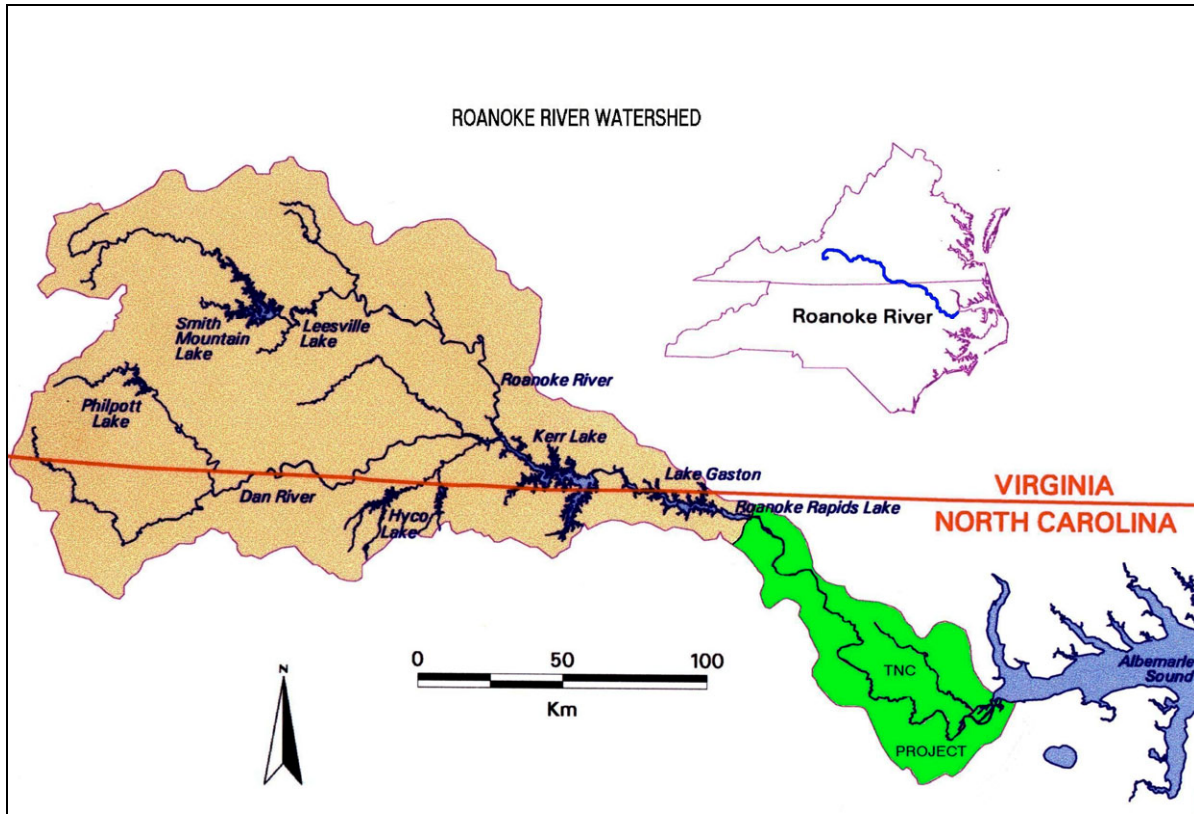 ROANOKE RIVER WATERSHED
Roanoke River
Smith
Mountain
Lake
Leesville
Lake
Roanoke River
Philpott
Lake
Kerr Lake
Lake Gaston
Dan River
Hyco
Lake
Roanoke Rapids Lake
VIRGINIA
NORTH CAROLINA
TNC
PROJECT
Albemarle
Sound
N
0 50 100
Km